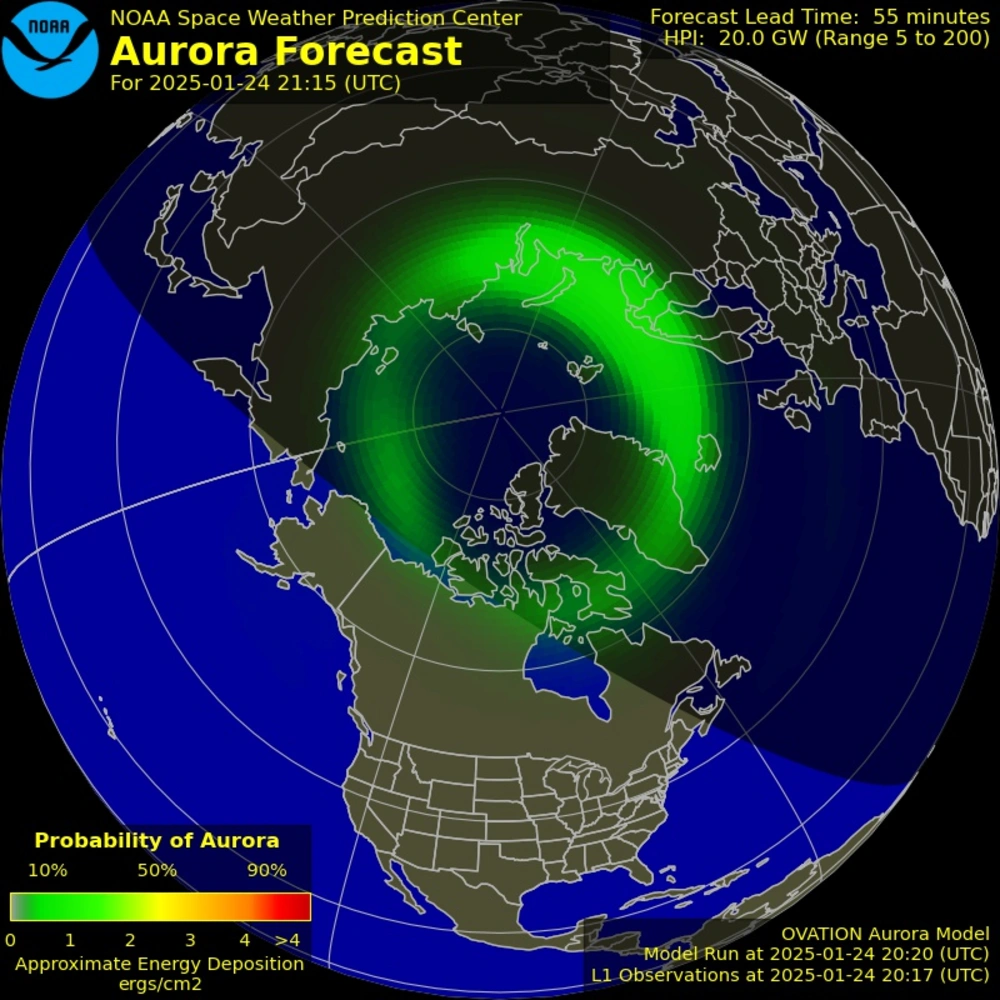 NOAA
NOAA Space Weather Prediction Center
Aurora Forecast
For 2025-01-24 21:15 (UTC)
Forecast Lead Time: 55 minutes
HPI: 20.0 GW (Range 5 to 200)
Probability of Aurora
10% 50% 90%
0 1 2 3 4 >4
Approximate Energy Deposition
ergs/cm2
OVATION Aurora Model
Model Run at 2025-01-24 20:20 (UTC)
L1 Observations at 2025-01-24 20:17 (UTC)